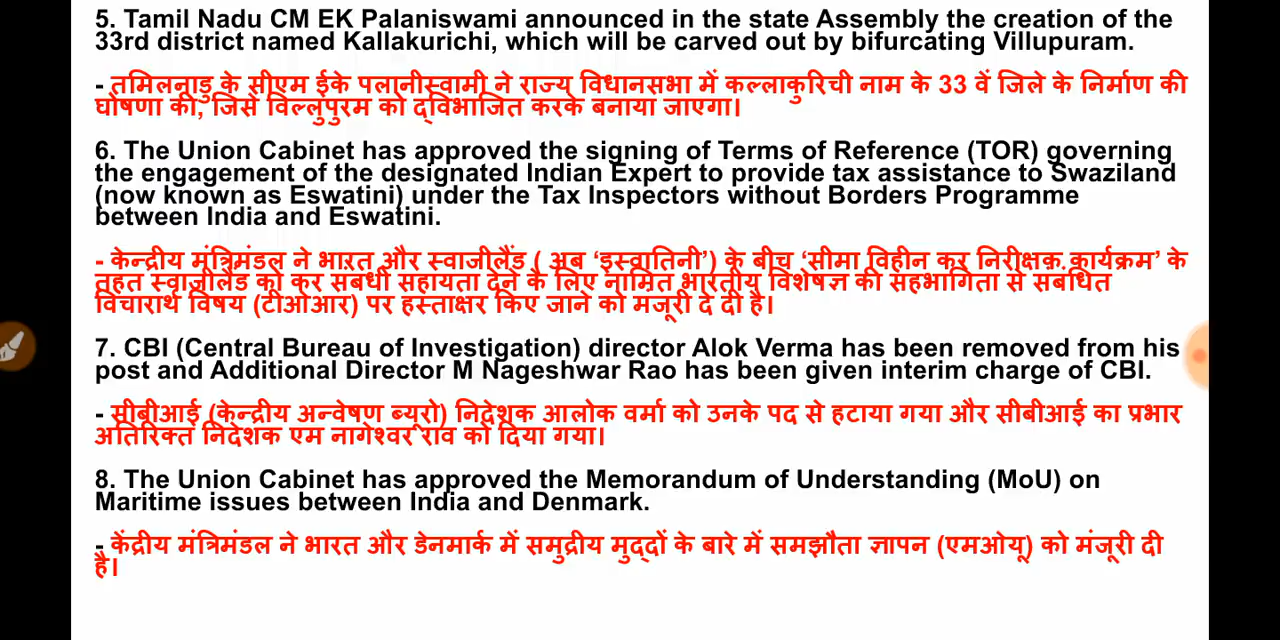 5. Tamil Nadu CM EK Palaniswami announced in the state Assembly the creation of the
33rd district named Kallakurichi, which will be carved out by bifurcating Villupuram.
- तमिलनाडु के सीएम ईके पलानीस्वामी ने राज्य विधानसभा में कल्लाकुरिची नाम के 33 वें जिले के निर्माण की
घोषणा की, जिसे विल्लुपुरम को द्विभाजित करके बनाया जाएगा।
6. The Union Cabinet has approved the signing of Terms of Reference (TOR) governing
the engagement of the designated Indian Expert to provide tax assistance to Swaziland
(now known as Eswatini) under the Tax Inspectors without Borders Programme
between India and Eswatini.
- केन्द्रीय मंत्रिमंडल ने भारत और स्वाजीलैंड ( अब ‘इस्वातिनी’) के बीच ‘सीमा विहीन कर निरीक्षक कार्यक्रम’ के
तहत स्वाजीलैंड को कर संबंधी सहायता देने के लिए नामित भारतीय विशेषज्ञ की सहभागिता से संबंधित
विचारार्थ विषय (टीओआर) पर हस्ताक्षर किए जाने को मंजूरी दे दी है।
7. CBI (Central Bureau of Investigation) director Alok Verma has been removed from his
post and Additional Director M Nageshwar Rao has been given interim charge of CBI.
- सीबीआई (केन्द्रीय अन्वेषण ब्यूरो) निदेशक आलोक वर्मा को उनके पद से हटाया गया और सीबीआई का प्रभार
अतिरिक्त निदेशक एम नागेश्वर राव को दिया गया।
8. The Union Cabinet has approved the Memorandum of Understanding (MoU) on
Maritime issues between India and Denmark.
- केंद्रीय मंत्रिमंडल ने भारत और डेनमार्क में समुद्रीय मुद्दों के बारे में समझौता ज्ञापन (एमओयू) को मंजूरी दी
है।